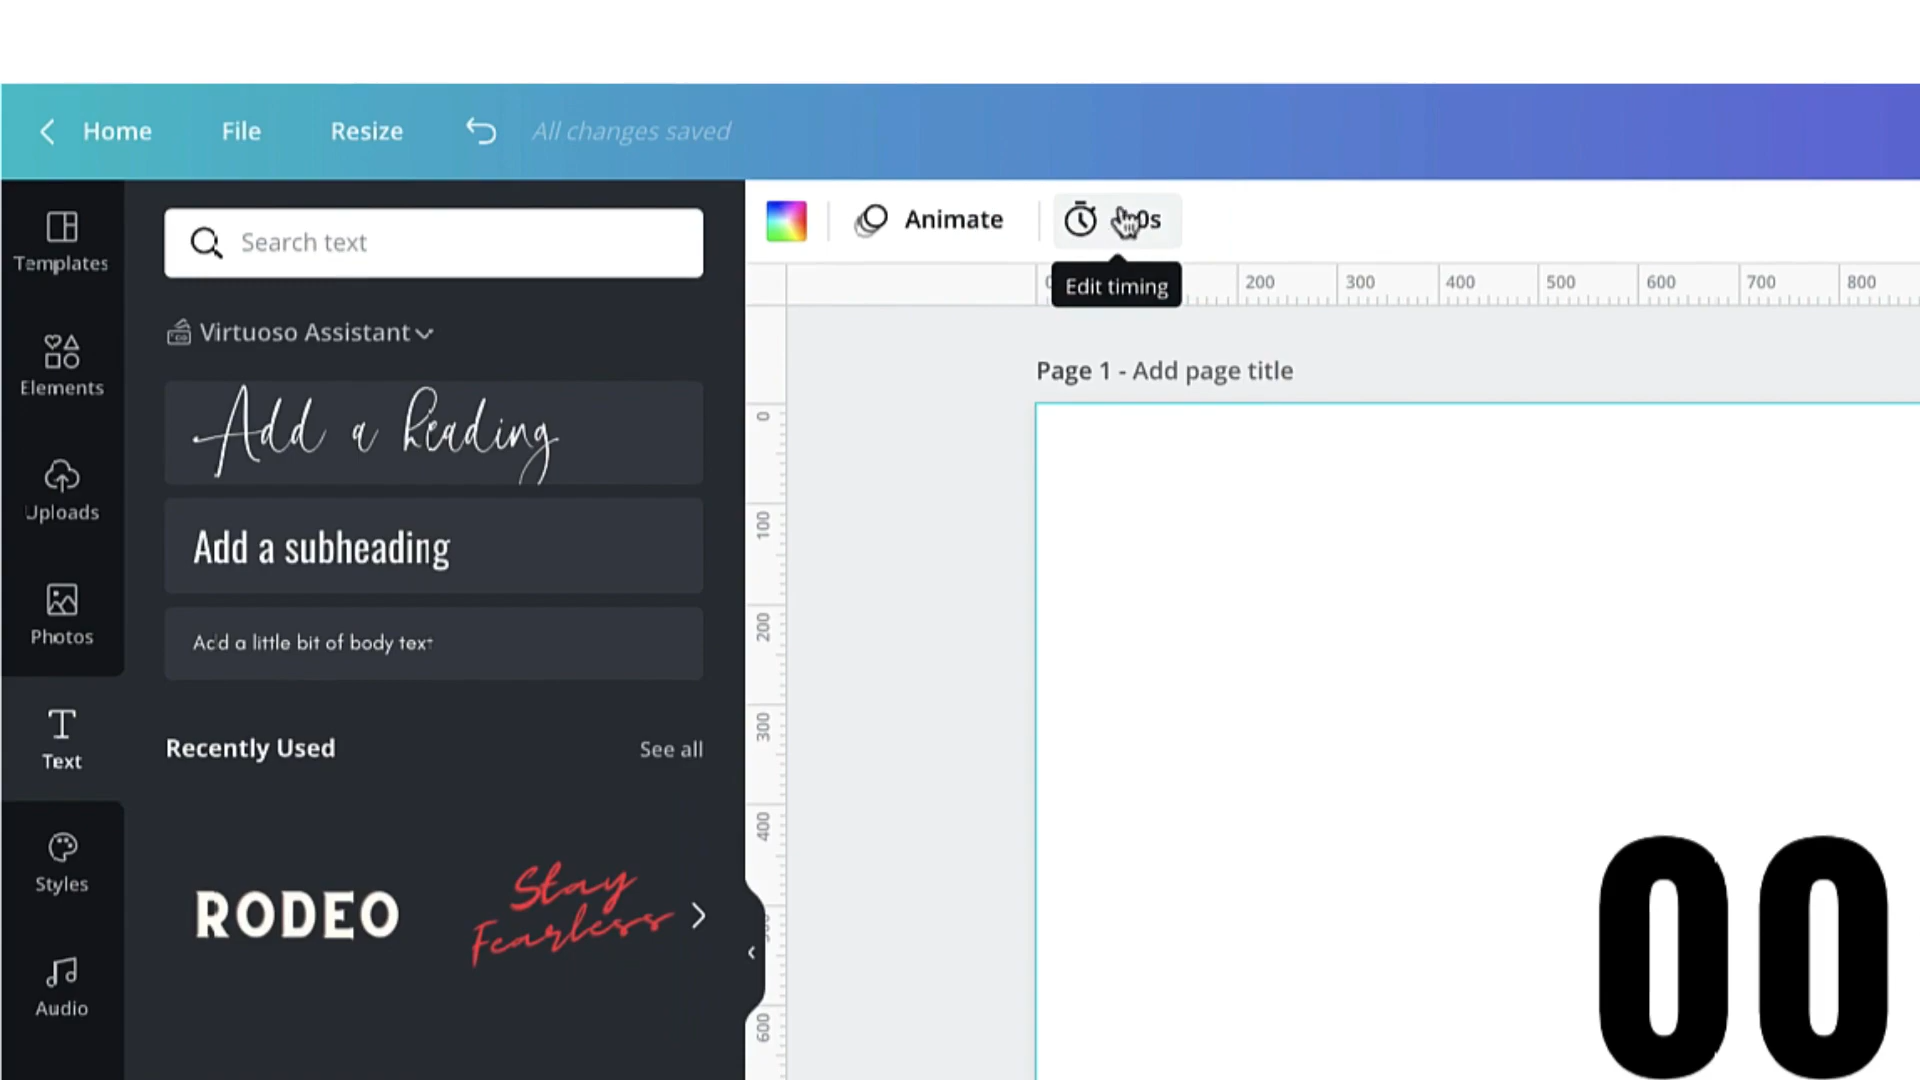 Home File Resize All changes saved
Templates
Elements
Uploads
Photos
Text
Styles
Audio
Search text
Virtuoso Assistant
Add a heading
Add a subheading
Add a little bit of body text
Recently Used See all
RODEO
Stay
Fearless
Animate
Edit timing
200 300 400 500 600 700 800
Page 1 - Add page title
0
100
200
300
400
600
00